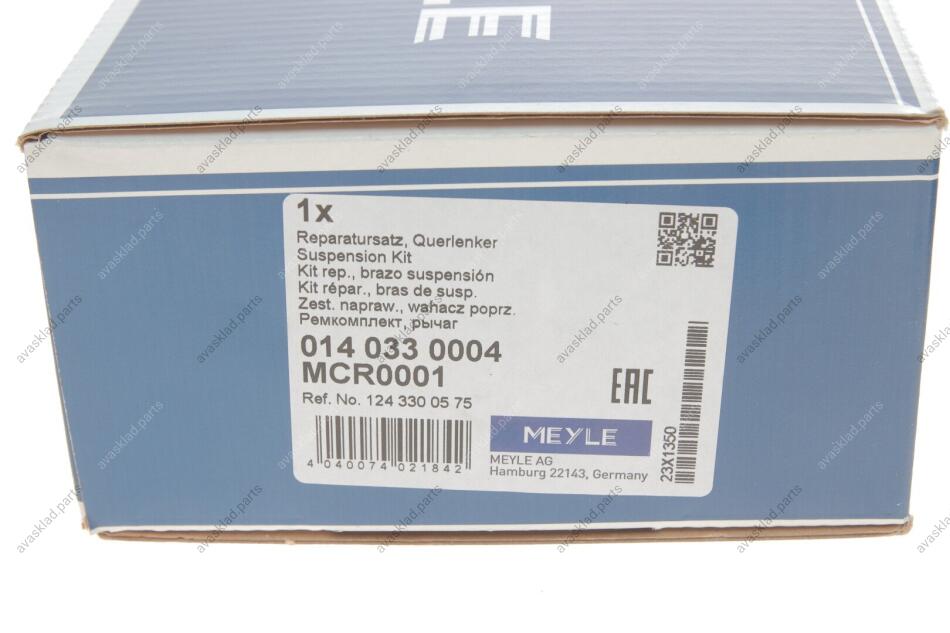 LE
1x
Reparatursatz, Querlenker
Suspension Kit
Kit rep., brazo suspensión
Kit répar., bras de susp.
Zest. napraw., wahacz poprz.
Ремкомплект, рычаг
014 033 0004
MCR0001
Ref. No. 124 330 05 75
EAC
4 040074 021842
MEYLE
MEYLE AG
Hamburg 22143, Germany
23X1350
avasklad.parts